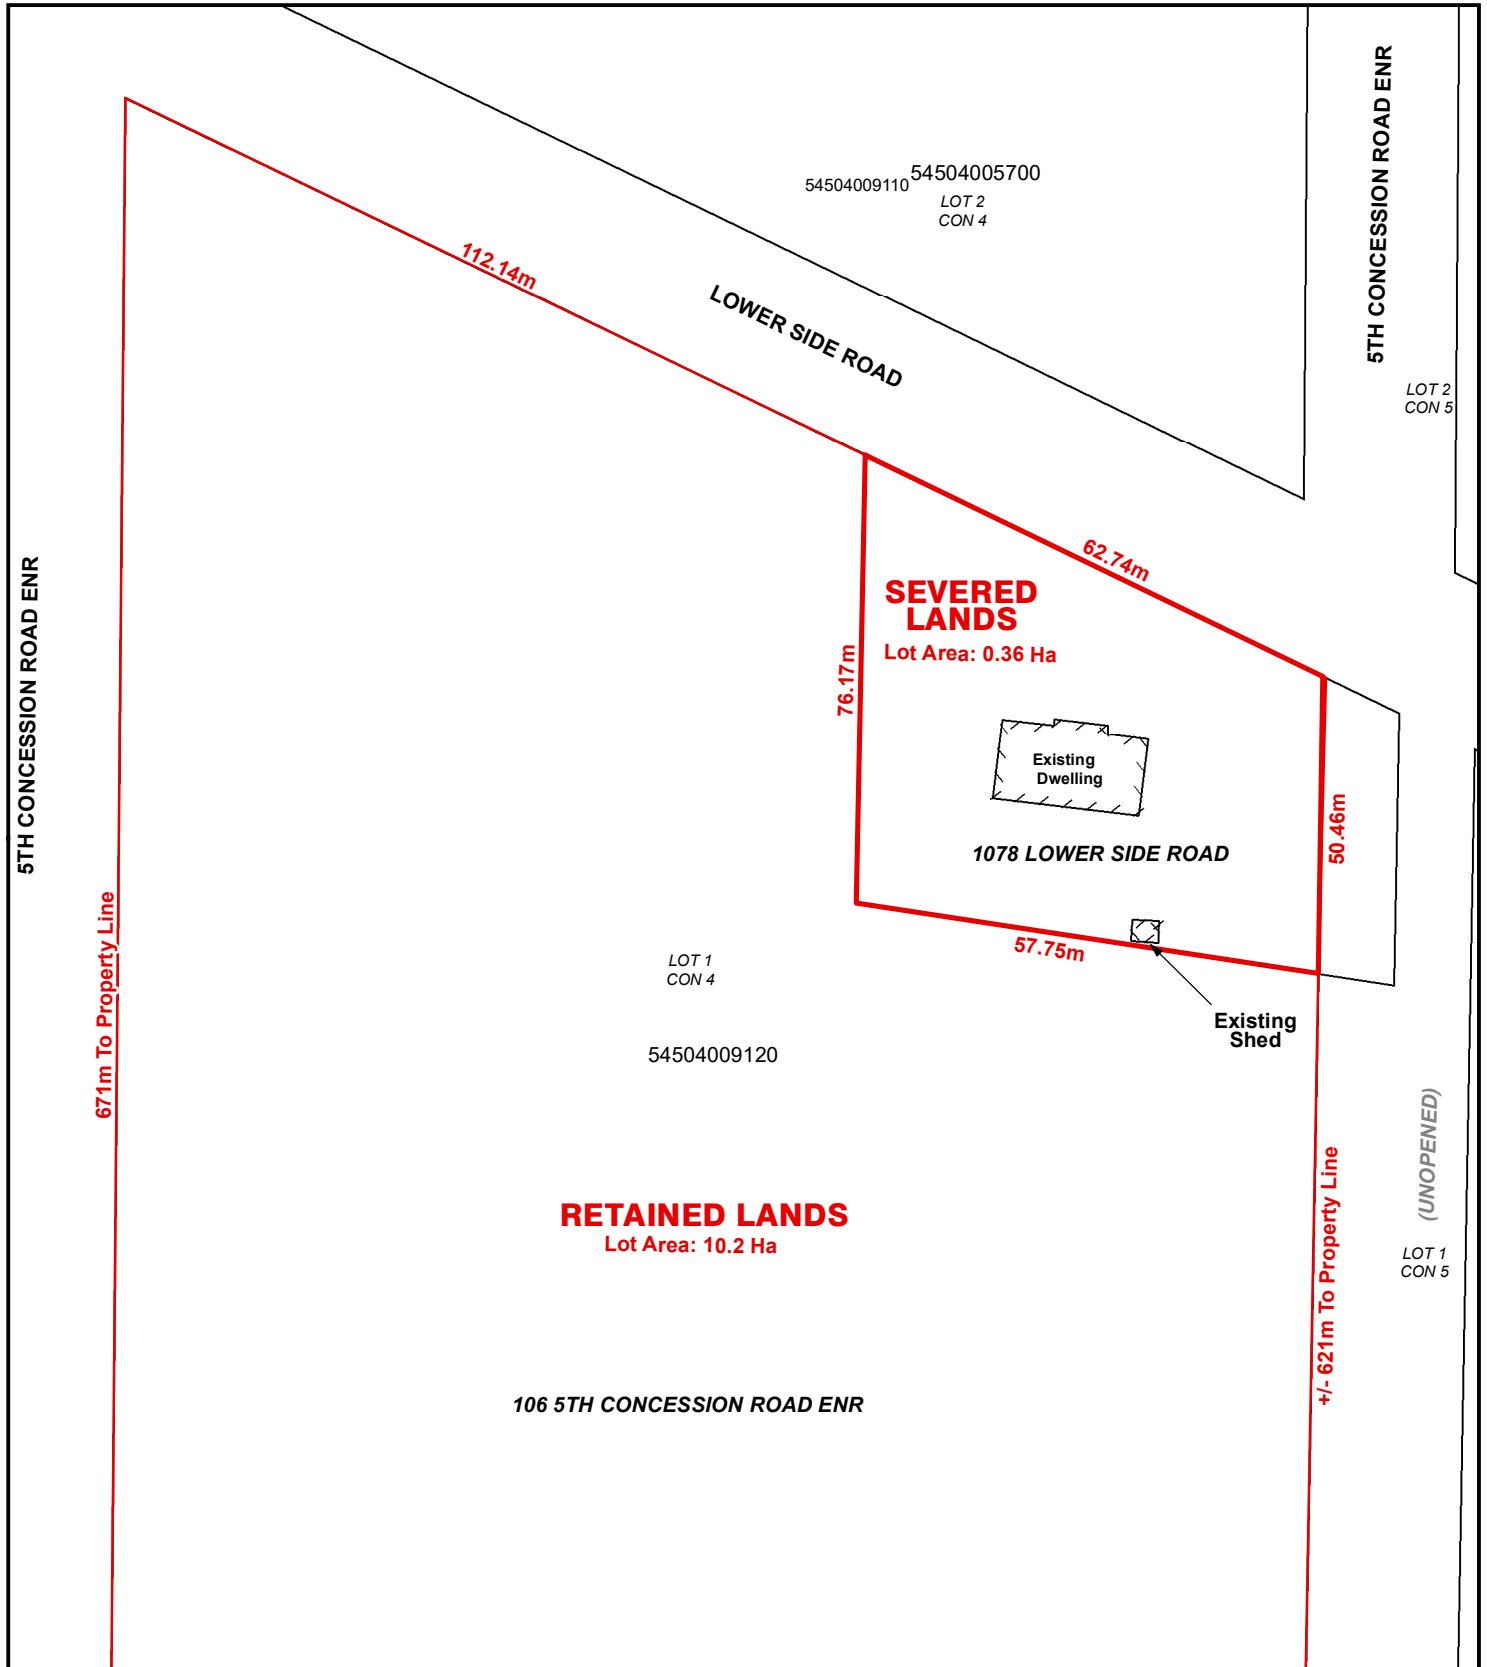 5TH CONCESSION ROAD ENR
54504009110
54504005700
LOT 2
CON 4
112.14m
LOWER SIDE ROAD
LOT 2
CON 5
5TH CONCESSION ROAD ENR
62.74m
SEVERED
LANDS
Lot Area: 0.36 Ha
76.17m
Existing
Dwelling
50.46m
1078 LOWER SIDE ROAD
57.75m
671m To Property Line
LOT 1
CON 4
Existing
Shed
54504009120
(UNOPENED)
+/- 621m To Property Line
RETAINED LANDS
Lot Area: 10.2 Ha
LOT 1
CON 5
106 5TH CONCESSION ROAD ENR